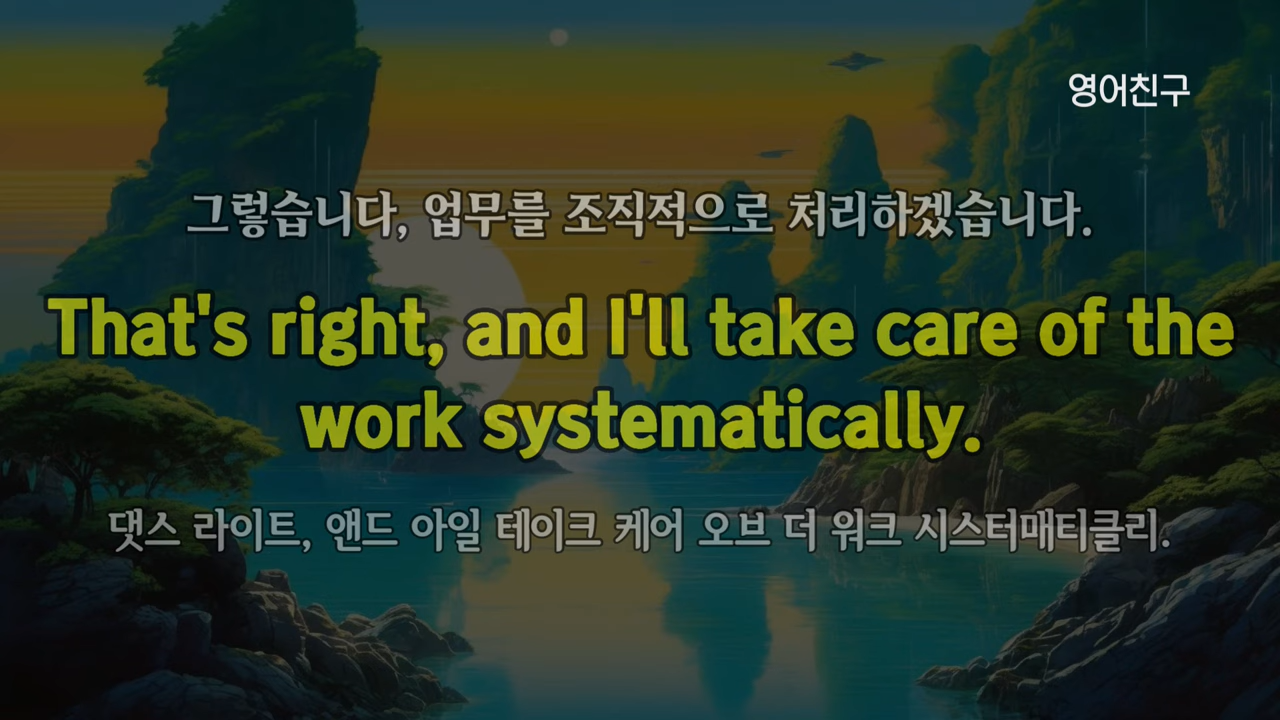 영어친구
그렇습니다, 업무를 조직적으로 처리하겠습니다.
That's right, and I'll take care of the
work systematically.
댓스 라이트, 앤드 아일 테이크 케어 오브 더 워크 시스터매티클리.